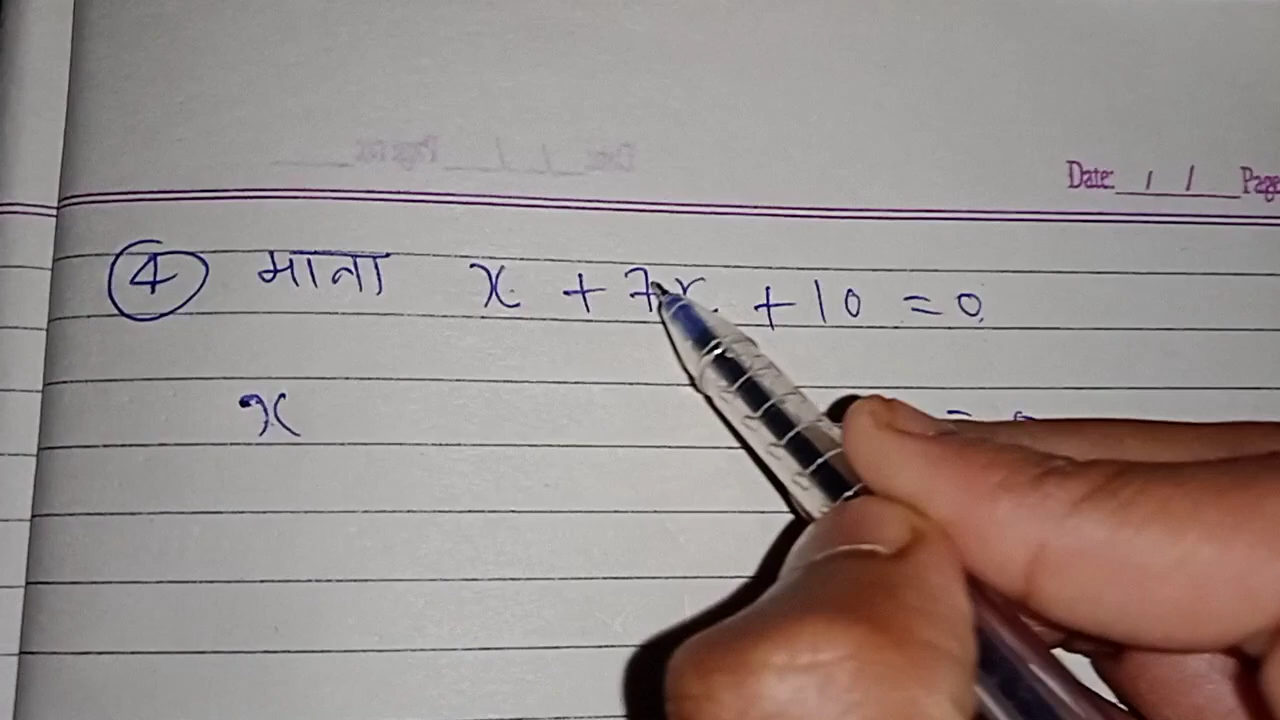 Date: / / Page
④ माना x + 7x + 10 = 0
x =